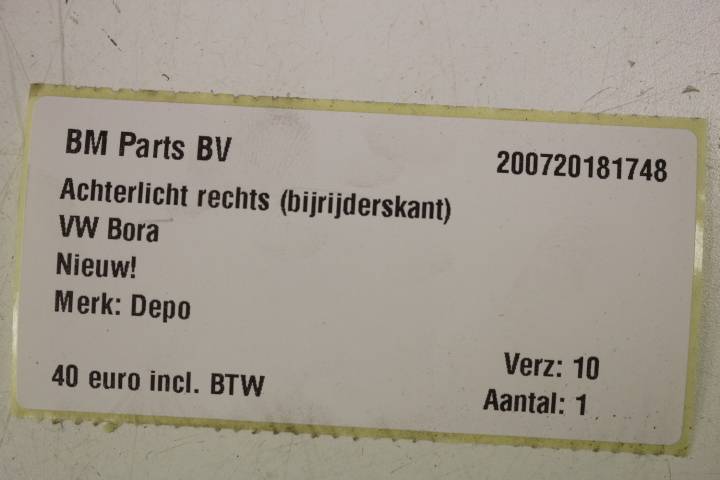 BM Parts BV
200720181748
Achterlicht rechts (bijrijderskant)
VW Bora
Nieuw!
Merk: Depo
Verz: 10
40 euro incl. BTW
Aantal: 1